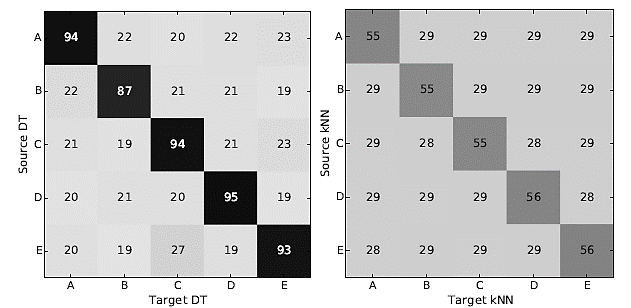 A 94 22 20 22 23
B 22 87 21 21 19
C 21 19 94 21 23
D 20 21 20 95 19
E 20 19 27 19 93
A B C D E
Source DT
Target DT
A 55 29 29 29 29
B 29 55 29 29 29
C 29 28 55 28 29
D 29 29 29 56 28
E 28 29 29 29 56
A B C D E
Source kNN
Target kNN